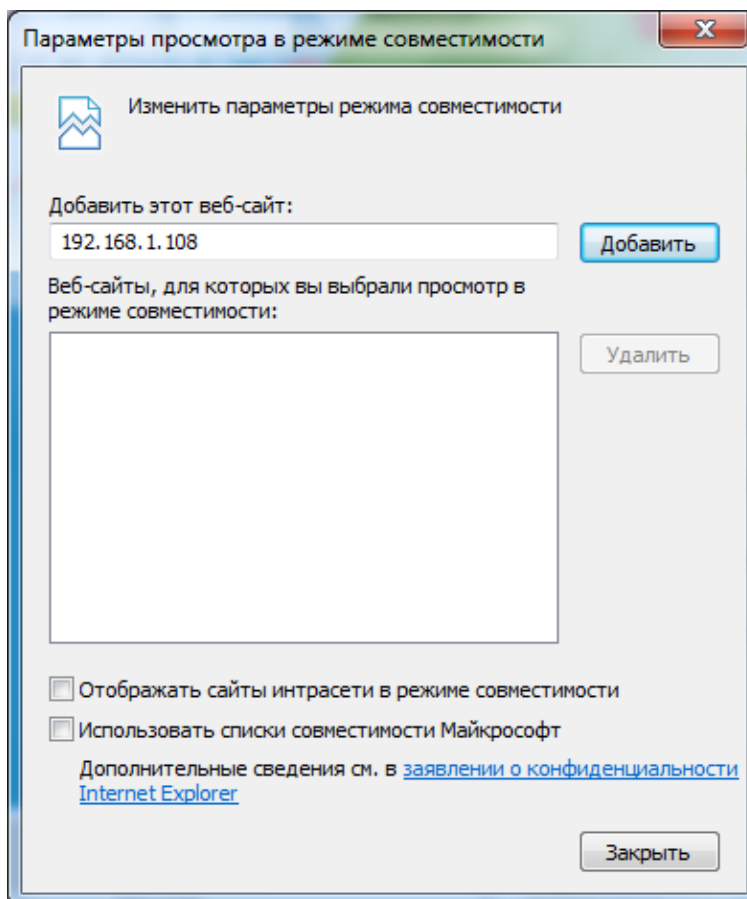 Параметры просмотра в режиме совместимости
Изменить параметры режима совместимости
Добавить этот веб-сайт:
192.168.1.108
Добавить
Веб-сайты, для которых вы выбрали просмотр в
режиме совместимости:
Удалить
Отображать сайты интрасети в режиме совместимости
Использовать списки совместимости Майкрософт
Дополнительные сведения см. в заявлении о конфиденциальности
Internet Explorer
Закрыть